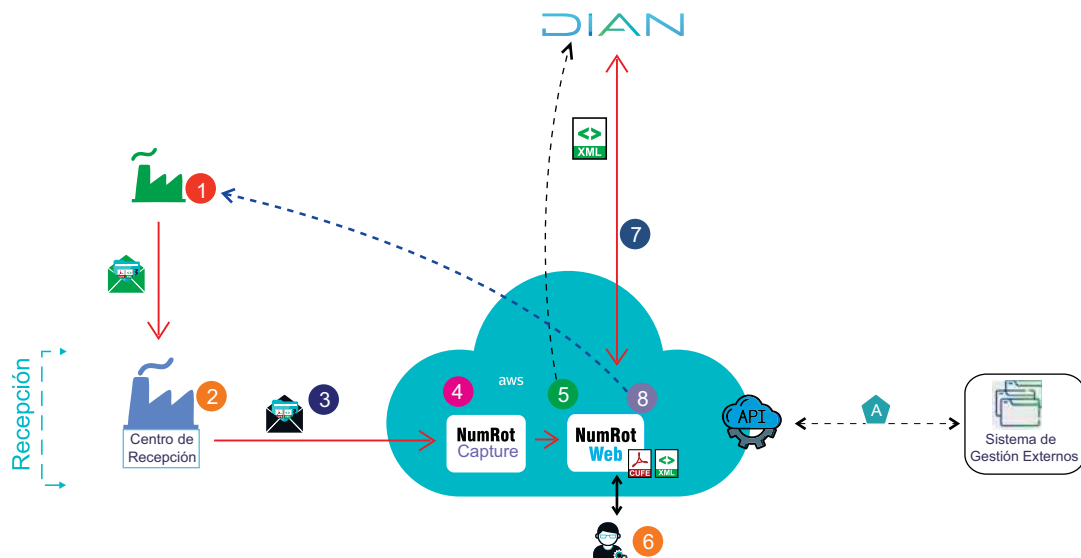 DIAN
XML
1
7
Recepción
2
Centro de
Recepción
3
4
aws
5
8
NumRot
Capture
NumRot
Web
CUFE
XML
API
A
Sistema de
Gestión Externos
6